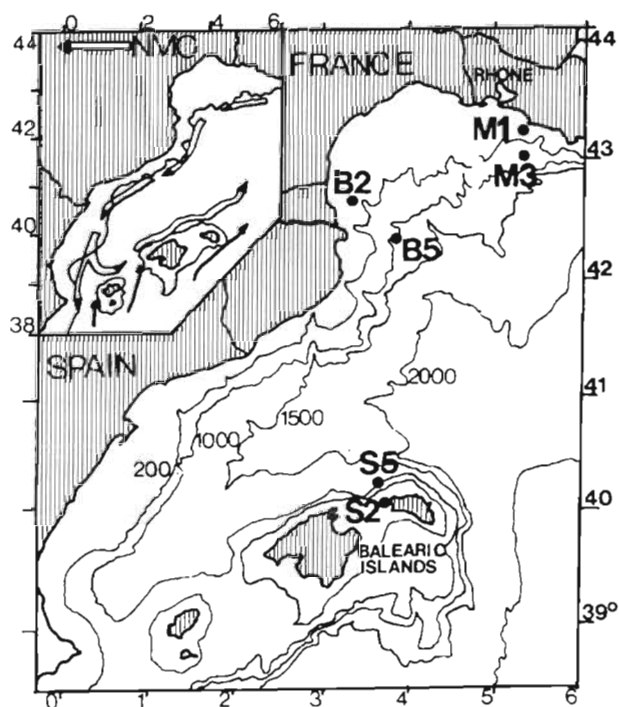 0 2 4
44
NMC
42
40
38
FRANCE
RHONE
M1
M3
B2
B5
SPAIN
2000
1500
1000
200
S5
S2
BALEARIC
ISLANDS
44
43
42
41
40
39°
0° 1 2 3 4 5 6